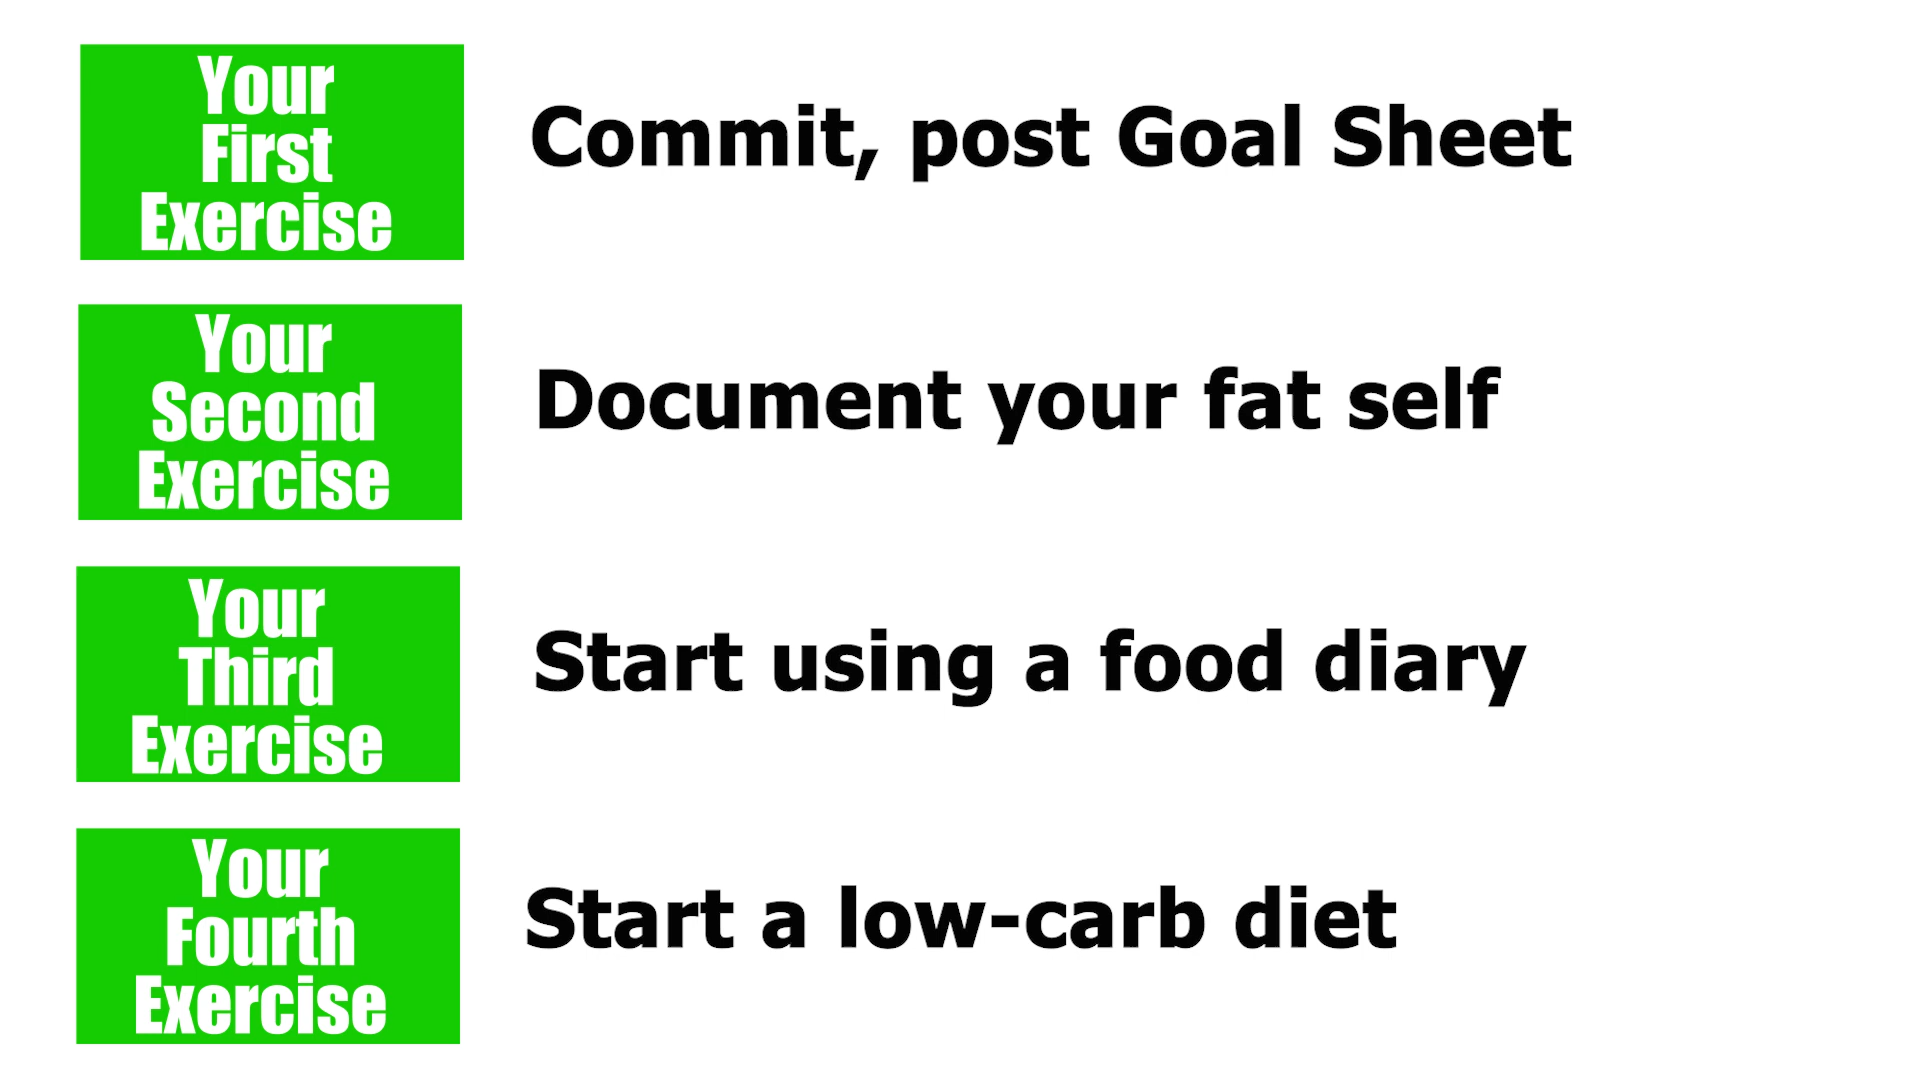 Your
First
Exercise
Commit, post Goal Sheet
Your
Second
Exercise
Document your fat self
Your
Third
Exercise
Start using a food diary
Your
Fourth
Exercise
Start a low-carb diet